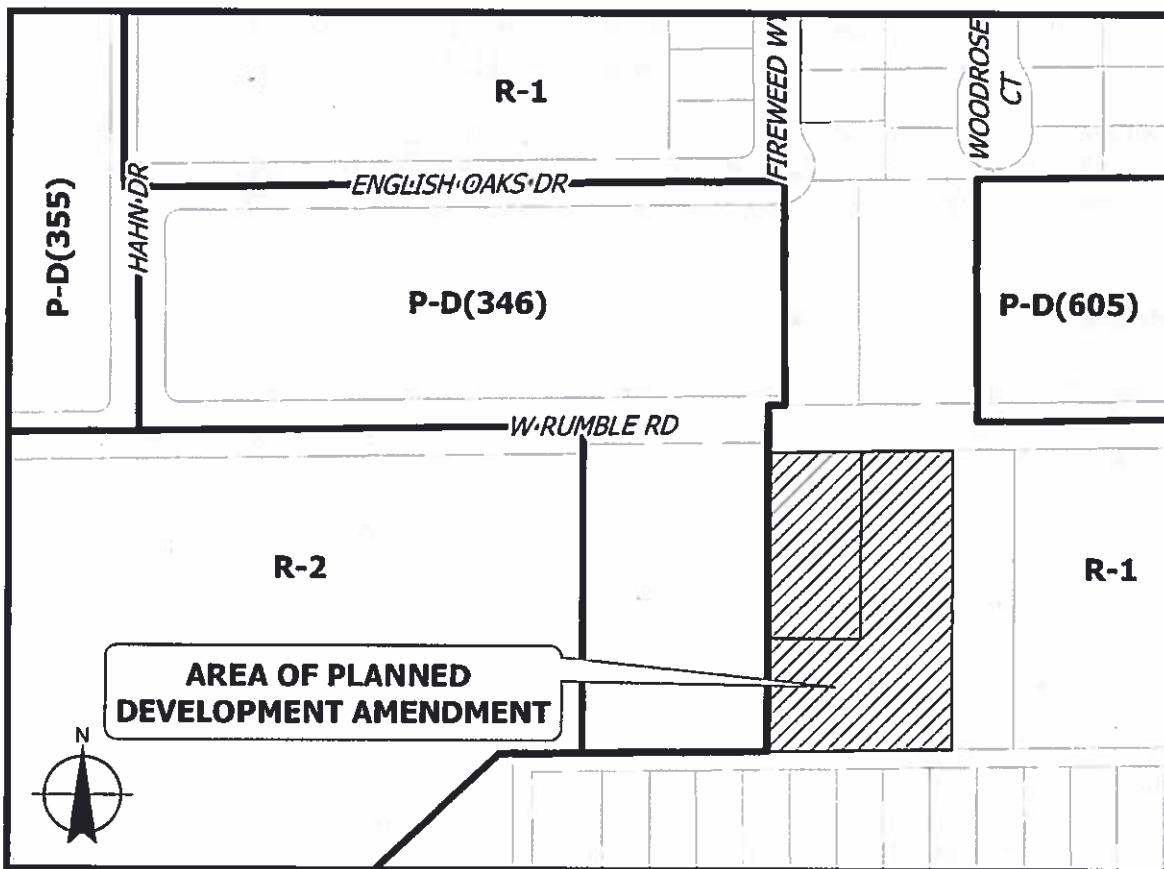 R-1
FIREWEED WY
WOODROSE
CT
P-D(355)
HAHN DR
ENGLISH OAKS DR
P-D(346)
P-D(605)
W RUMBLE RD
R-2
R-1
AREA OF PLANNED
DEVELOPMENT AMENDMENT
N